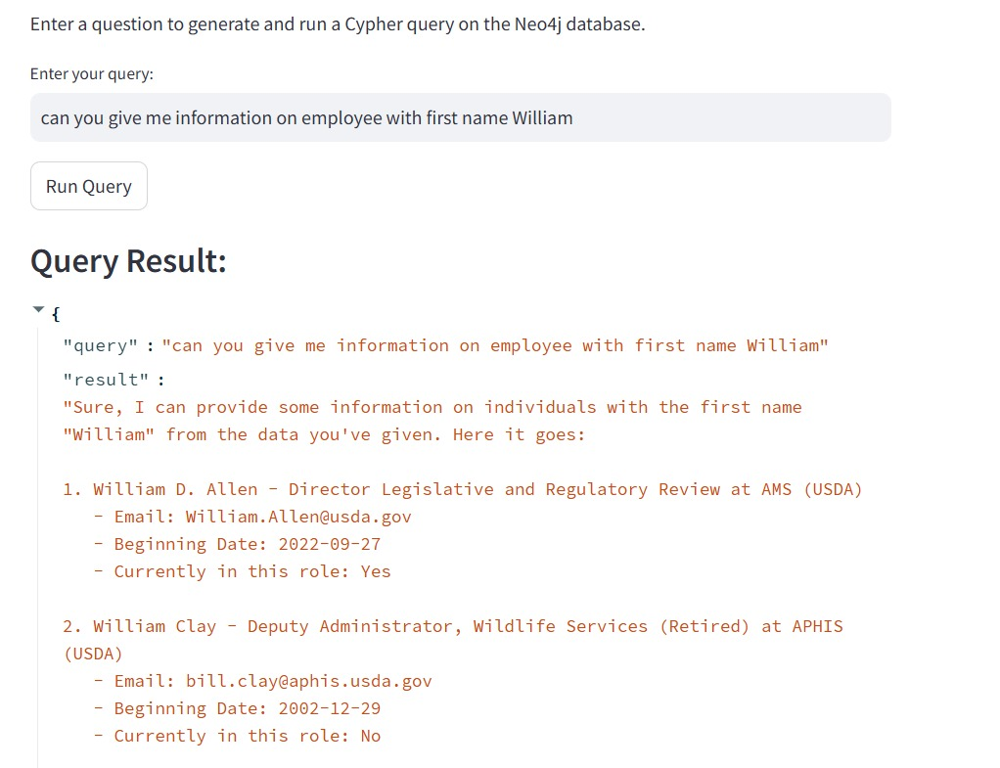 Enter a question to generate and run a Cypher query on the Neo4j database.
Enter your query:
can you give me information on employee with first name William
Run Query
Query Result:
{
"query" : "can you give me information on employee with first name William"
"result" :
"Sure, I can provide some information on individuals with the first name
"William" from the data you've given. Here it goes:
1. William D. Allen - Director Legislative and Regulatory Review at AMS (USDA)
- Email: William.Allen@usda.gov
- Beginning Date: 2022-09-27
- Currently in this role: Yes
2. William Clay - Deputy Administrator, Wildlife Services (Retired) at APHIS
(USDA)
- Email: bill.clay@aphis.usda.gov
- Beginning Date: 2002-12-29
- Currently in this role: No